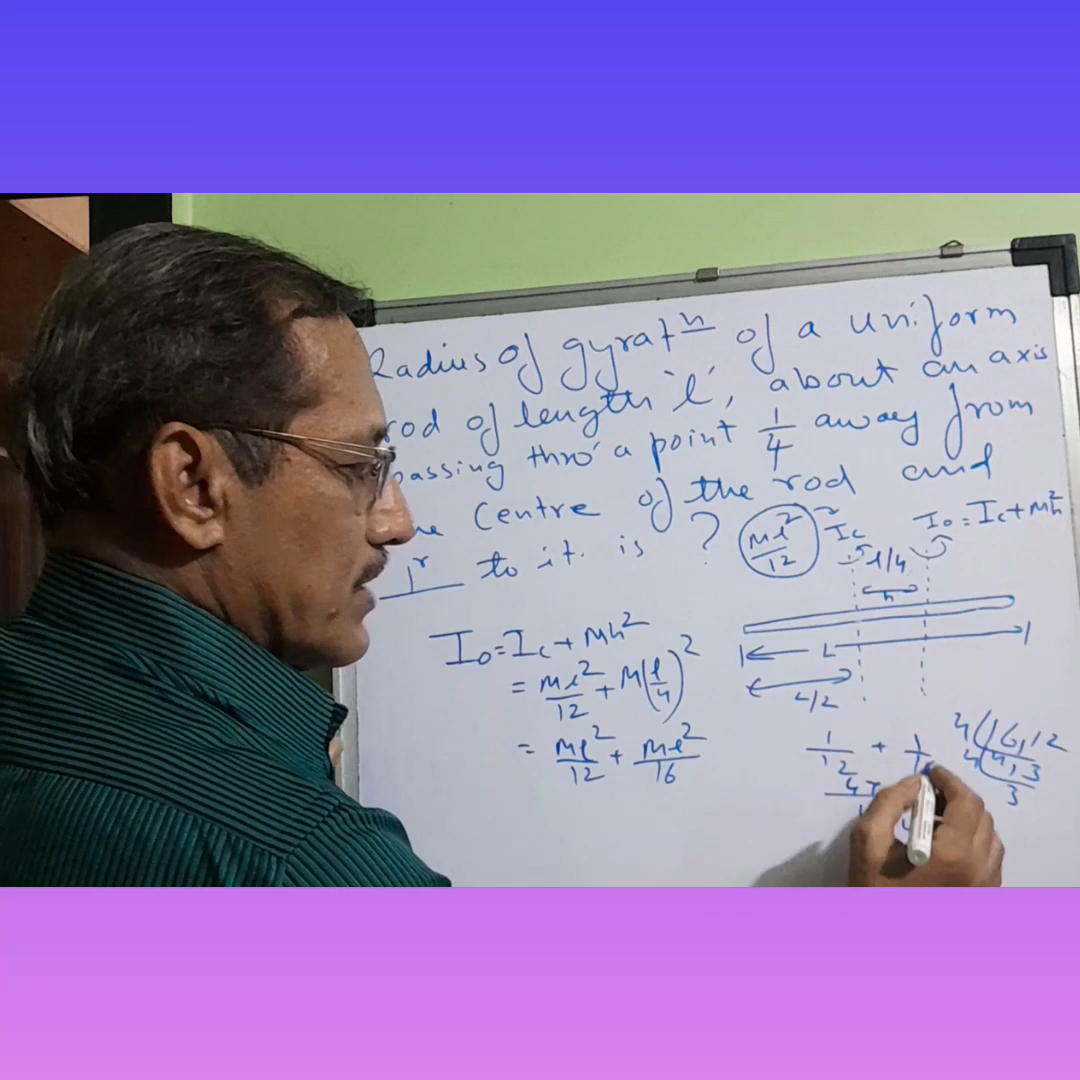 Radius of gyratn of a uniform
rod of length 'l', about an axis
passing thro' a point 1/4 away from
Centre of the rod and
⊥r to it. is ?
Ml²/12
Ic
Io = Ic + Mh²
l/4
h
L
L/2
Io = Ic + Mh²
= Ml²/12 + M(l/4)²
= Ml²/12 + Ml²/16
1/12 +
4(16,12
4(4,3
3